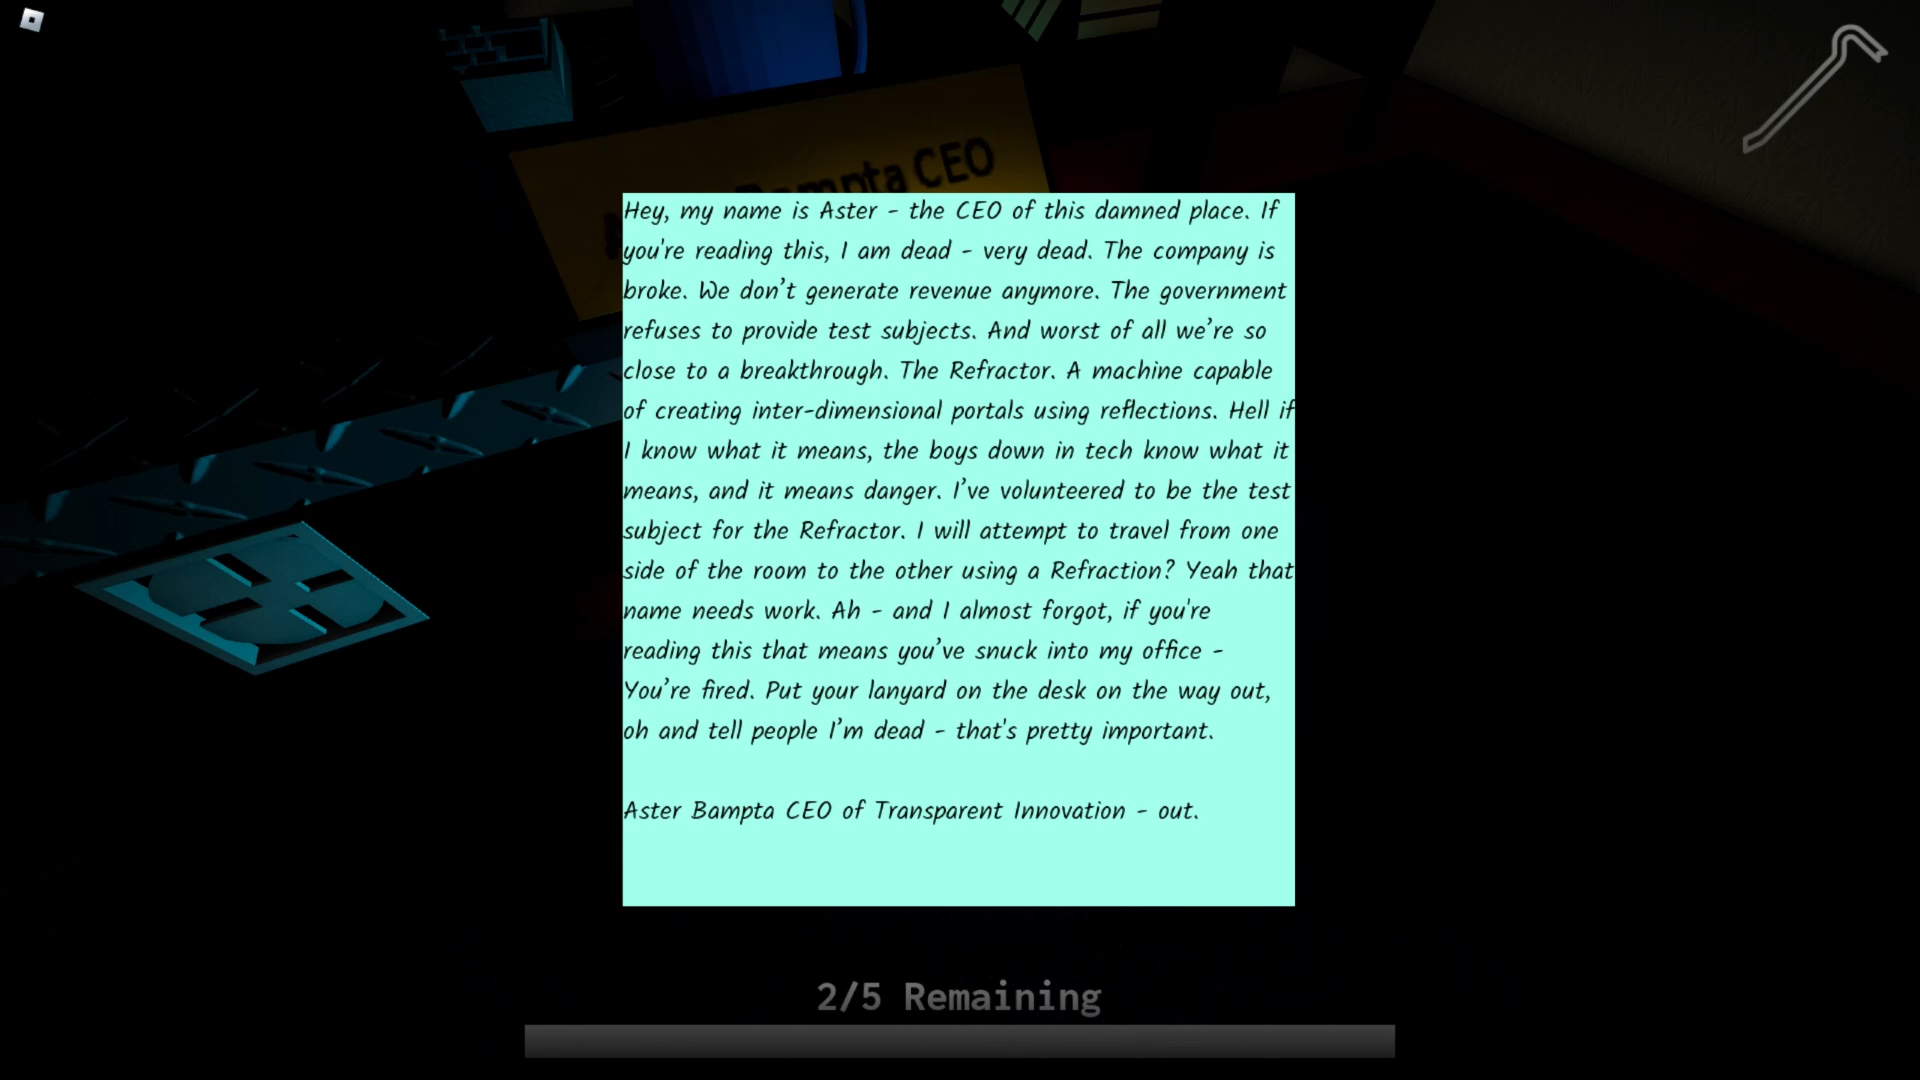 Bampta CEO
Hey, my name is Aster - the CEO of this damned place. If
you're reading this, I am dead - very dead. The company is
broke. We don’t generate revenue anymore. The government
refuses to provide test subjects. And worst of all we’re so
close to a breakthrough. The Refractor. A machine capable
of creating inter-dimensional portals using reflections. Hell if
I know what it means, the boys down in tech know what it
means, and it means danger. I’ve volunteered to be the test
subject for the Refractor. I will attempt to travel from one
side of the room to the other using a Refraction? Yeah that
name needs work. Ah - and I almost forgot, if you're
reading this that means you’ve snuck into my office -
You’re fired. Put your lanyard on the desk on the way out,
oh and tell people I’m dead - that's pretty important.
Aster Bampta CEO of Transparent Innovation - out.
2/5 Remaining